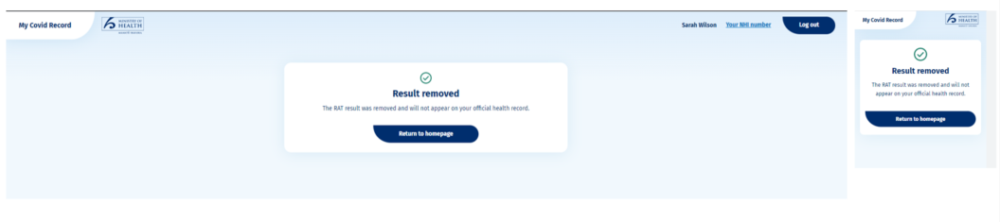 My Covid Record
MINISTRY OF
HEALTH
Sarah Wilson Your NHI number Log out
Result removed
The RAT result was removed and will not appear on your official health record.
Return to homepage
My Covid Record
MINISTRY OF
HEALTH
Result removed
The RAT result was removed and will not
appear on your official health record.
Return to homepage